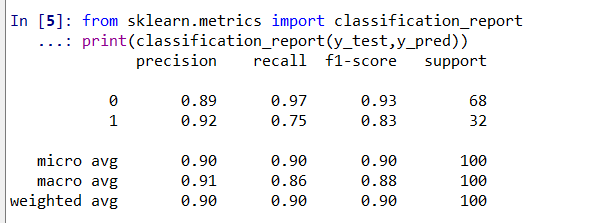 In [5]: from sklearn.metrics import classification_report
   ...: print(classification_report(y_test,y_pred))
              precision    recall  f1-score   support

           0       0.89      0.97      0.93        68
           1       0.92      0.75      0.83        32

   micro avg       0.90      0.90      0.90       100
   macro avg       0.91      0.86      0.88       100
weighted avg       0.90      0.90      0.90       100